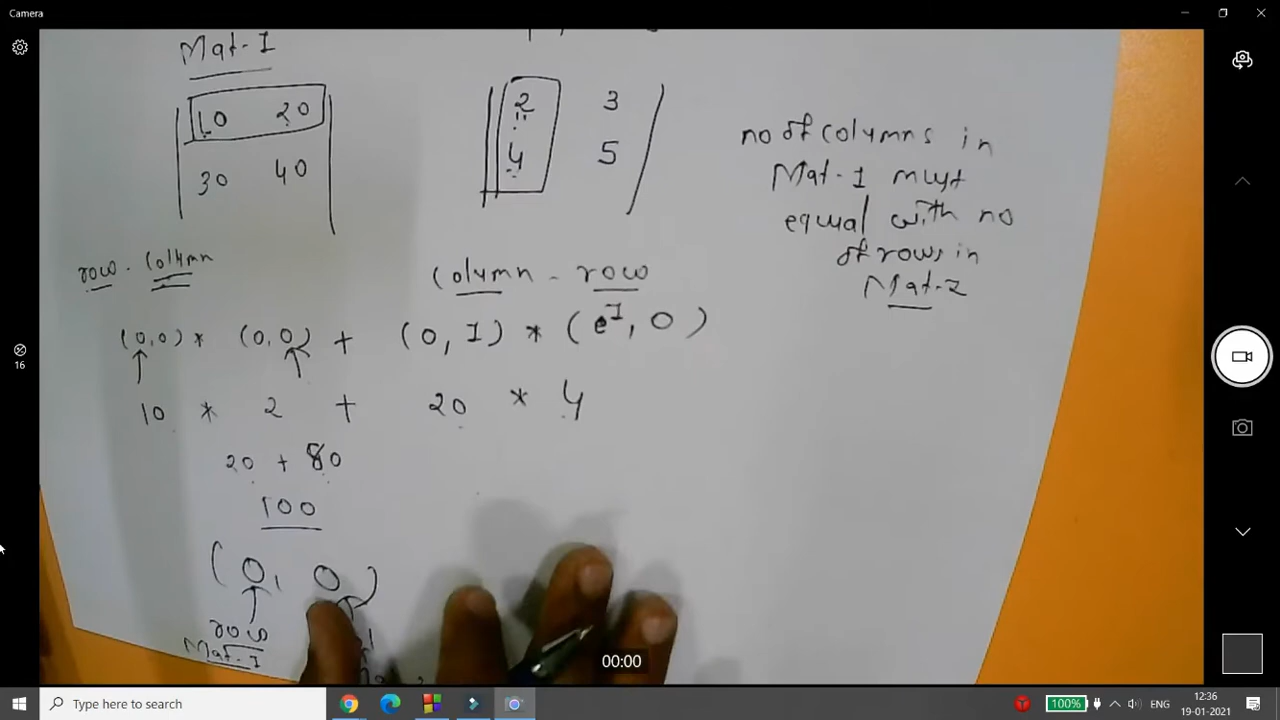 Camera
Mat-I
10 20
30 40
2 3
4 5
no of columns in
Mat-1 must
equal with no
of rows in
Mat-2
row - Column
Column - row
(0,0) * (0,0) + (0,1) * (1,0)
10 * 2 + 20 * 4
20 + 80
100
(0, 0)
row
Mat-1
16
00:00
Type here to search
100%
ENG
12:36
19-01-2021